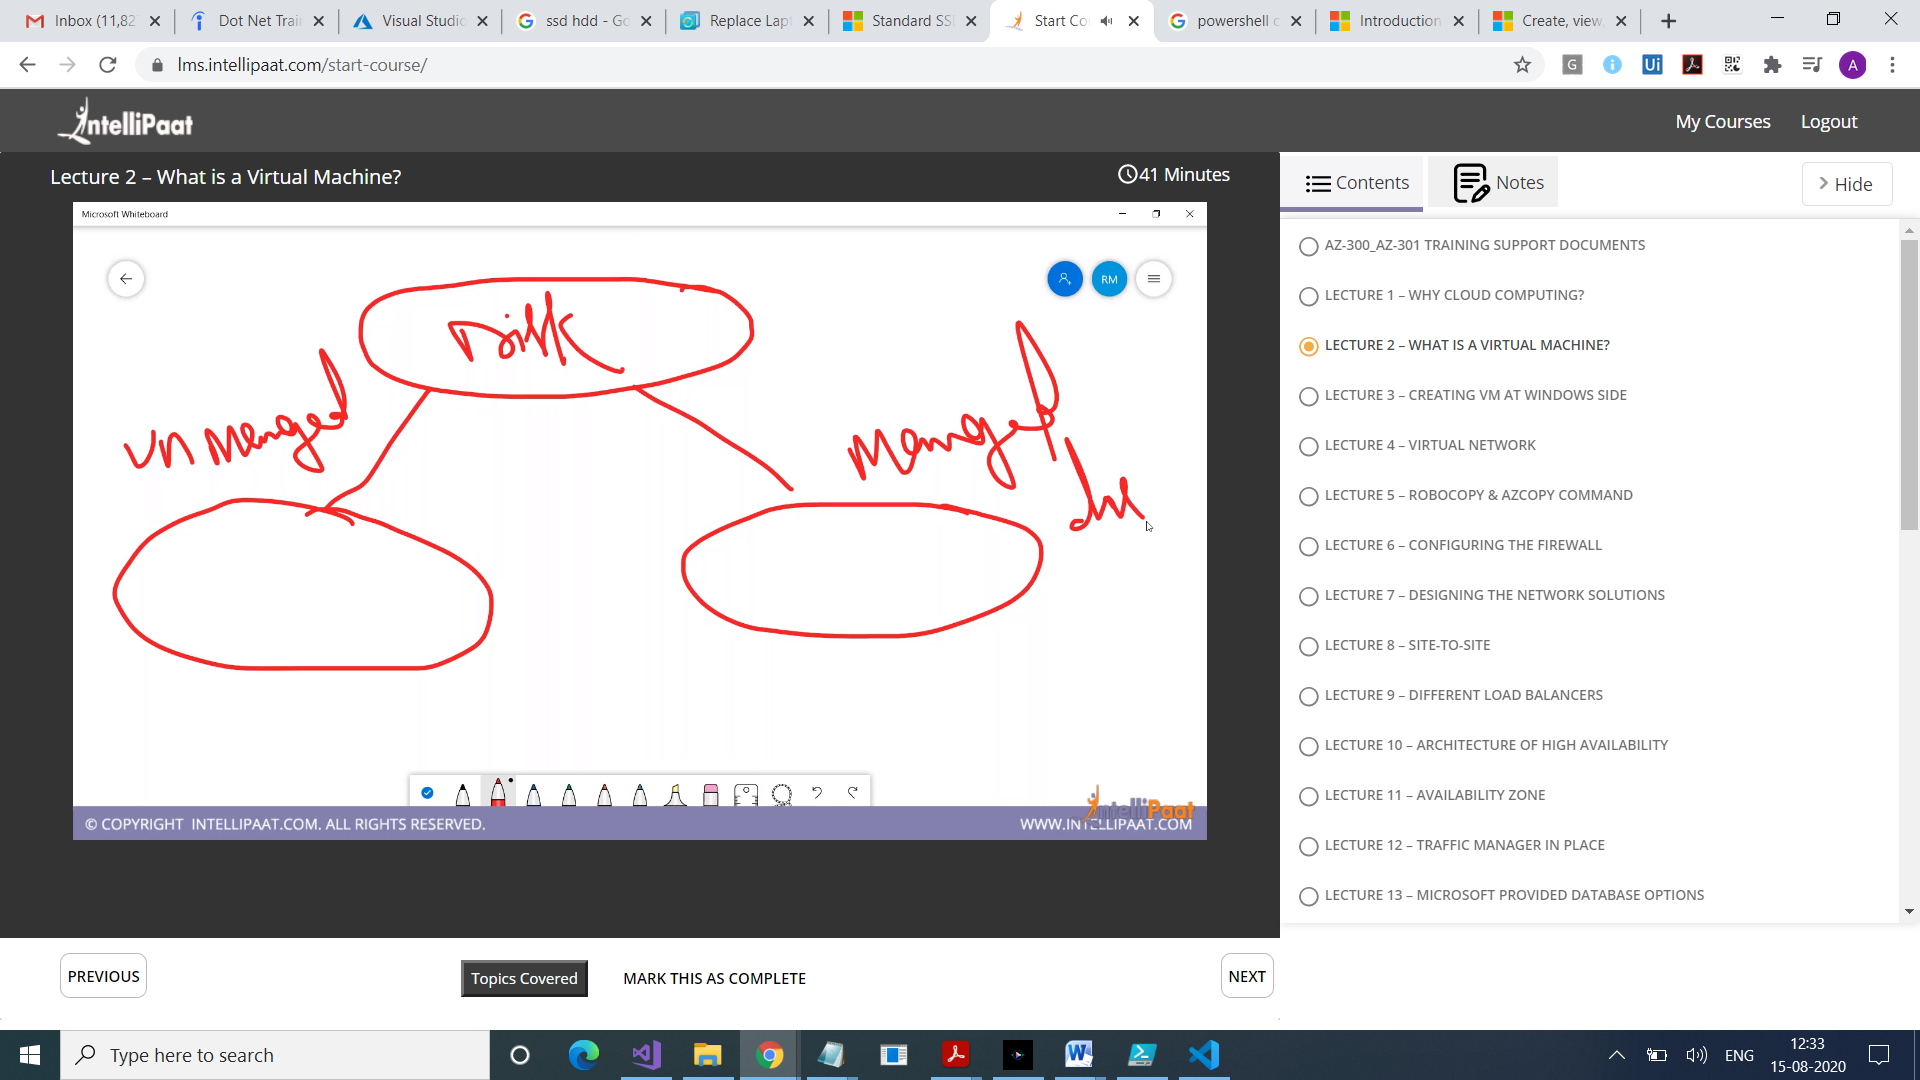 Inbox (11,82
Dot Net Trai
Visual Studio
ssd hdd - Go
Replace Lap
Standard SS
Start Co
powershell c
Introduction
Create, view,
lms.intellipaat.com/start-course/
G
Ui
A
IntelliPaat
My Courses
Logout
Lecture 2 – What is a Virtual Machine?
41 Minutes
Contents
Notes
Hide
Microsoft Whiteboard
RM
Disk
Un Manged
Manged
© COPYRIGHT INTELLIPAAT.COM. ALL RIGHTS RESERVED.
IntelliPaat
WWW.INTELLIPAAT.COM
AZ-300_AZ-301 TRAINING SUPPORT DOCUMENTS
LECTURE 1 – WHY CLOUD COMPUTING?
LECTURE 2 – WHAT IS A VIRTUAL MACHINE?
LECTURE 3 – CREATING VM AT WINDOWS SIDE
LECTURE 4 – VIRTUAL NETWORK
LECTURE 5 – ROBOCOPY & AZCOPY COMMAND
LECTURE 6 – CONFIGURING THE FIREWALL
LECTURE 7 – DESIGNING THE NETWORK SOLUTIONS
LECTURE 8 – SITE-TO-SITE
LECTURE 9 – DIFFERENT LOAD BALANCERS
LECTURE 10 – ARCHITECTURE OF HIGH AVAILABILITY
LECTURE 11 – AVAILABILITY ZONE
LECTURE 12 – TRAFFIC MANAGER IN PLACE
LECTURE 13 – MICROSOFT PROVIDED DATABASE OPTIONS
PREVIOUS
Topics Covered
MARK THIS AS COMPLETE
NEXT
Type here to search
ENG
12:33
15-08-2020